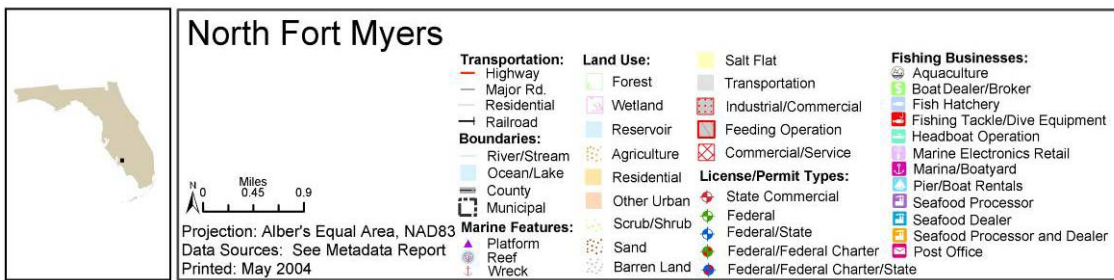 North Fort Myers
N
Miles
0 0.45 0.9
Projection: Alber's Equal Area, NAD83
Data Sources: See Metadata Report
Printed: May 2004
Transportation:
Highway
Major Rd.
Residential
Railroad
Boundaries:
River/Stream
Ocean/Lake
County
Municipal
Marine Features:
Platform
Reef
Wreck
Land Use:
Forest
Wetland
Reservoir
Agriculture
Residential
Other Urban
Scrub/Shrub
Sand
Barren Land
Salt Flat
Transportation
Industrial/Commercial
Feeding Operation
Commercial/Service
License/Permit Types:
State Commercial
Federal
Federal/State
Federal/Federal Charter
Federal/Federal Charter/State
Fishing Businesses:
Aquaculture
Boat Dealer/Broker
Fish Hatchery
Fishing Tackle/Dive Equipment
Headboat Operation
Marine Electronics Retail
Marina/Boatyard
Pier/Boat Rentals
Seafood Processor
Seafood Dealer
Seafood Processor and Dealer
Post Office